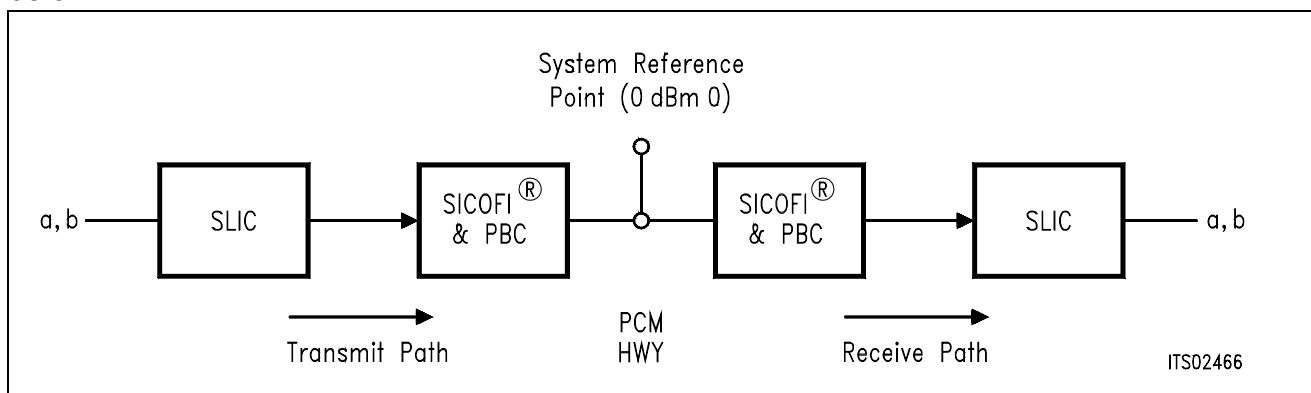 System Reference
Point (0 dBm 0)
a, b
SLIC
SICOFI®
& PBC
SICOFI®
& PBC
SLIC
a, b
Transmit Path
PCM
HWY
Receive Path
ITS02466